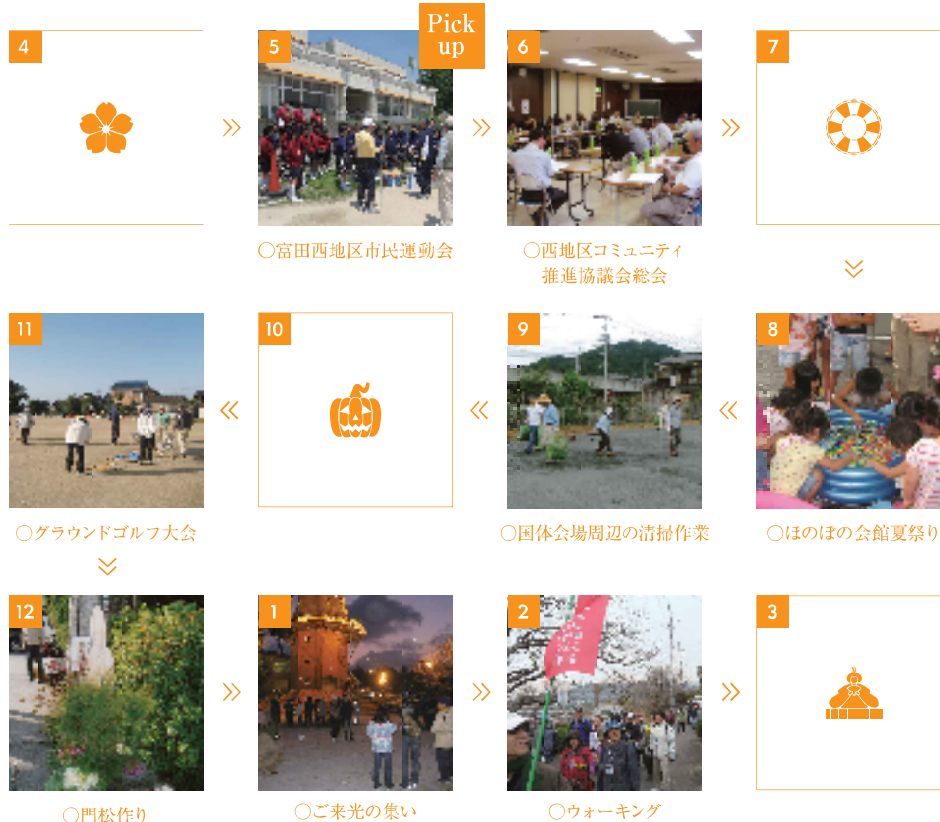 4
5
Pick
up
6
7
○富田西地区市民運動会
○西地区コミュニティ
推進協議会総会
11
10
9
8
○グラウンドゴルフ大会
○国体会場周辺の清掃作業
○ほのぼの会館夏祭り
12
1
2
3
○門松作り
○ご来光の集い
○ウォーキング